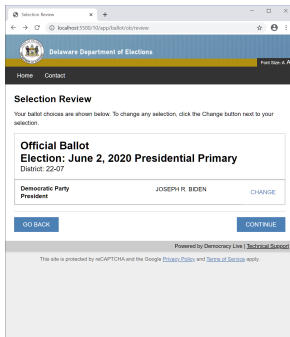 Selection Review
localhost:5580/10/app/ballot/ob/review
Delaware Department of Elections
Font Size: A A
Home Contact
Selection Review
Your ballot choices are shown below. To change any selection, click the Change button next to your
selection.
Official Ballot
Election: June 2, 2020 Presidential Primary
District: 22-07
Democratic Party
President
JOSEPH R. BIDEN
CHANGE
GO BACK
CONTINUE
Powered by Democracy Live | Technical Support
This site is protected by reCAPTCHA and the Google Privacy Policy and Terms of Service apply.